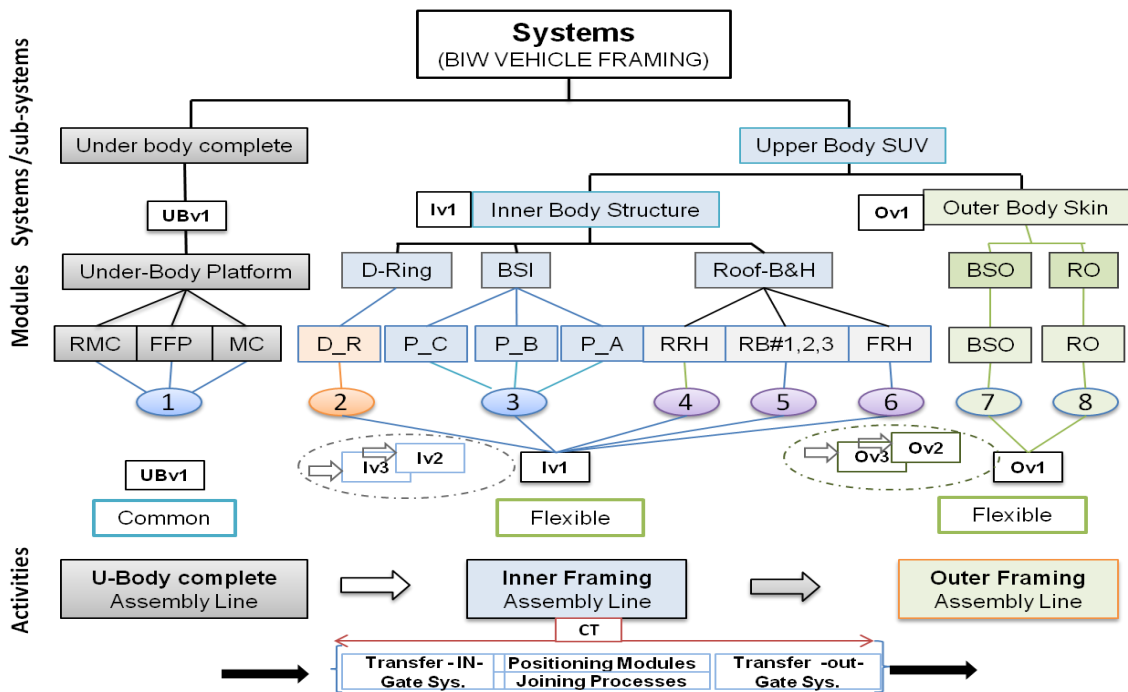 Systems
(BIW VEHICLE FRAMING)
Systems /sub-systems
Under body complete
Upper Body SUV
UBv1
Iv1
Inner Body Structure
Ov1
Outer Body Skin
Modules
Under-Body Platform
D-Ring
BSI
Roof-B&H
BSO
RO
RMC
FFP
MC
D_R
P_C
P_B
P_A
RRH
RB#1,2,3
FRH
BSO
RO
1
2
3
4
5
6
7
8
Iv3
Iv2
Iv1
Ov3
Ov2
Ov1
UBv1
Common
Flexible
Flexible
Activities
U-Body complete
Assembly Line
Inner Framing
Assembly Line
Outer Framing
Assembly Line
CT
Transfer -IN-
Gate Sys.
Positioning Modules
Joining Processes
Transfer -out-
Gate Sys.